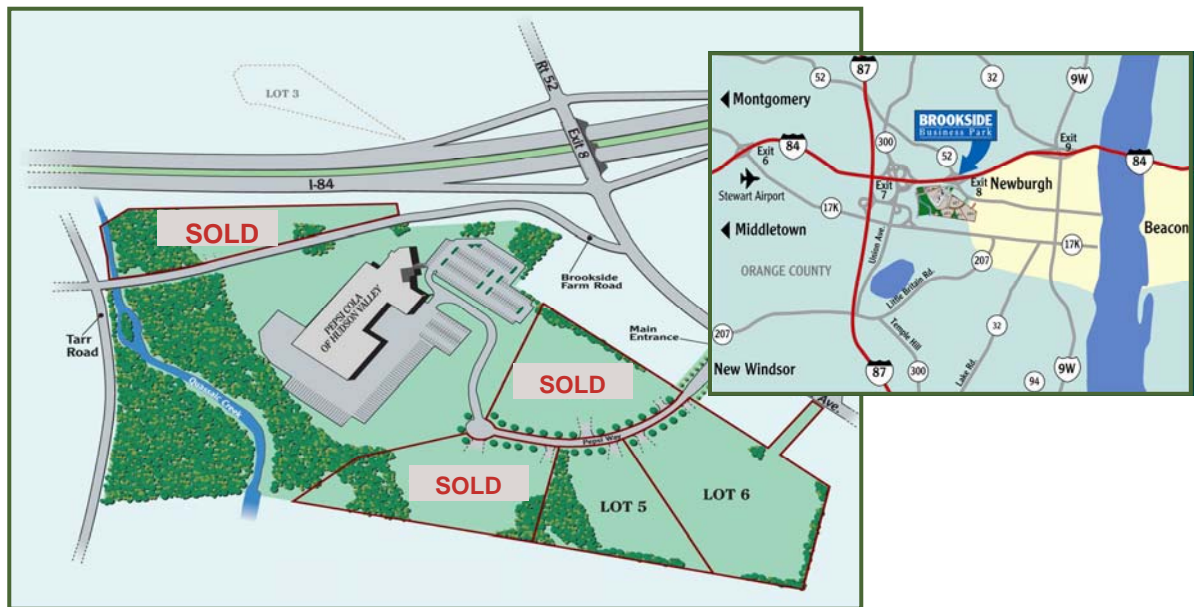 LOT 3
Rt 52
Exit 8
I-84
SOLD
Brookside
Farm Road
PEPSI COLA
OF HUDSON VALLEY
Tarr
Road
Quassaic Creek
Main
Entrance
SOLD
Ave.
Pepsi Way
SOLD
LOT 5
LOT 6
87
52
32
9W
Montgomery
BROOKSIDE
Business Park
300
Exit
9
84
Exit
6
52
84
Stewart Airport
Exit
7
Exit
8
Newburgh
17K
Middletown
Union Ave.
17K
Beacon
207
ORANGE COUNTY
Little Britain Rd.
Temple Hill
32
207
New Windsor
87
300
Lake Rd.
94
9W